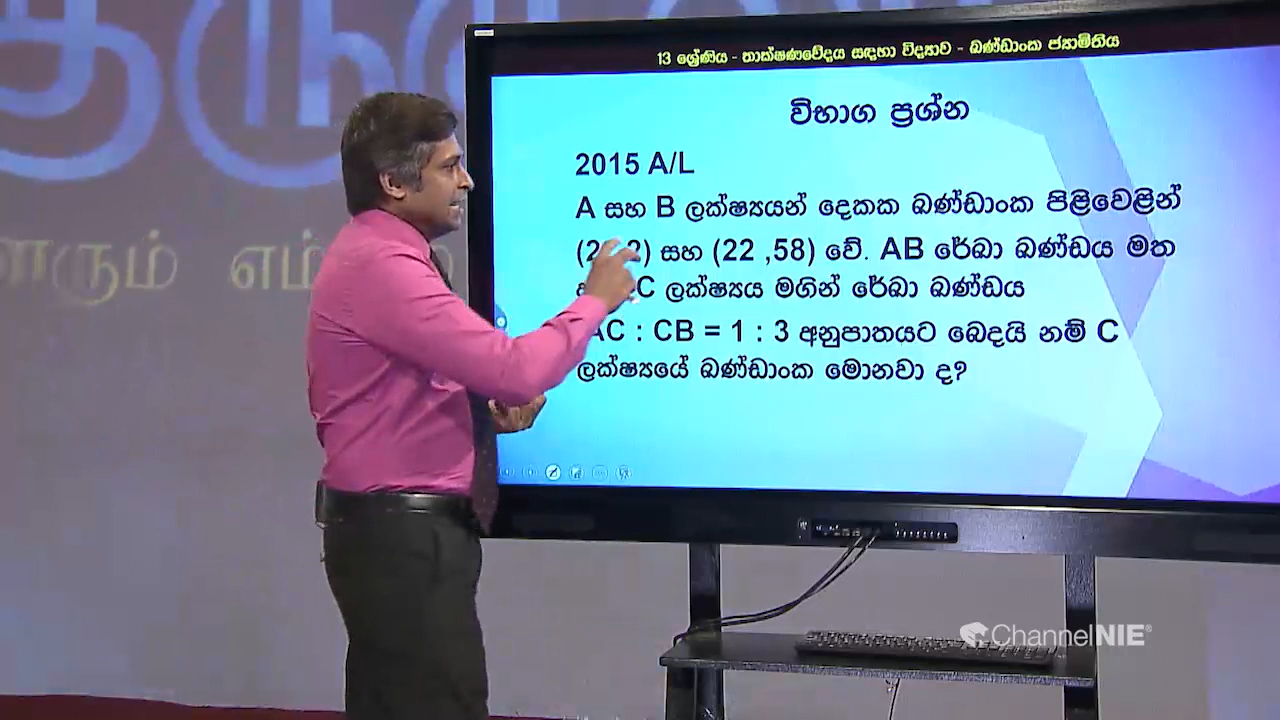 13 ශ්‍රේණිය - තාක්ෂණවේදය සඳහා විද්‍යාව - ඛණ්ඩාංක ජ්‍යාමිතිය
විභාග ප්‍රශ්න
2015 A/L
A සහ B ලක්ෂ්‍යයන් දෙකක ඛණ්ඩාංක පිළිවෙළින්
සහ (22 ,58) වේ. AB රේඛා ඛණ්ඩය මත
C ලක්ෂ්‍යය මගින් රේඛා ඛණ්ඩය
AC : CB = 1 : 3 අනුපාතයට බෙදයි නම් C
ලක්ෂ්‍යයේ ඛණ්ඩාංක මොනවා ද?
ChannelNIE